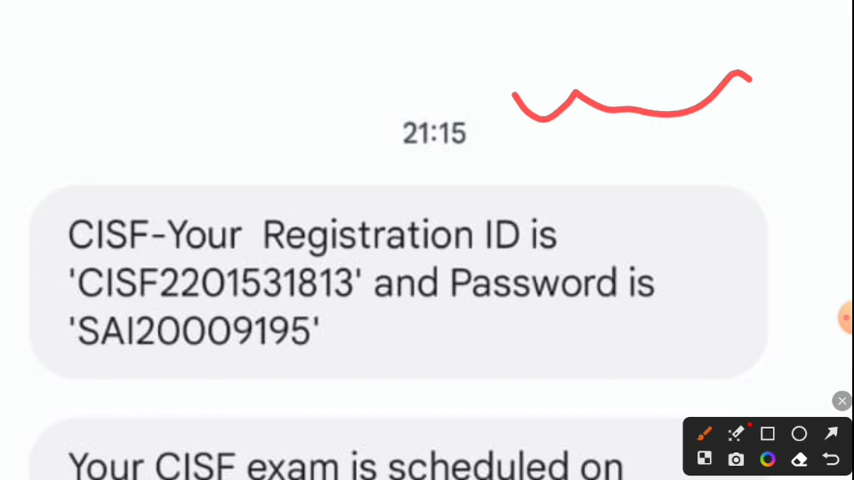 21:15
CISF-Your Registration ID is
'CISF2201531813' and Password is
'SAI20009195'
Your CISF exam is scheduled on